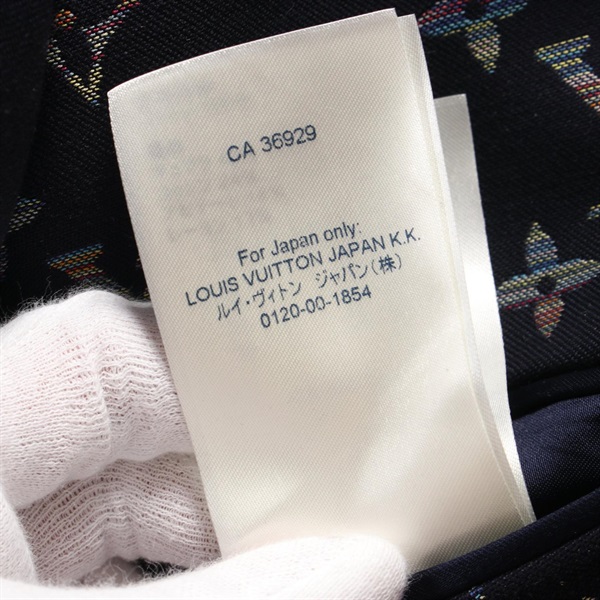 CA 36929
For Japan only:
LOUIS VUITTON JAPAN K.K.
ルイ・ヴィトン ジャパン(株)
0120-00-1854